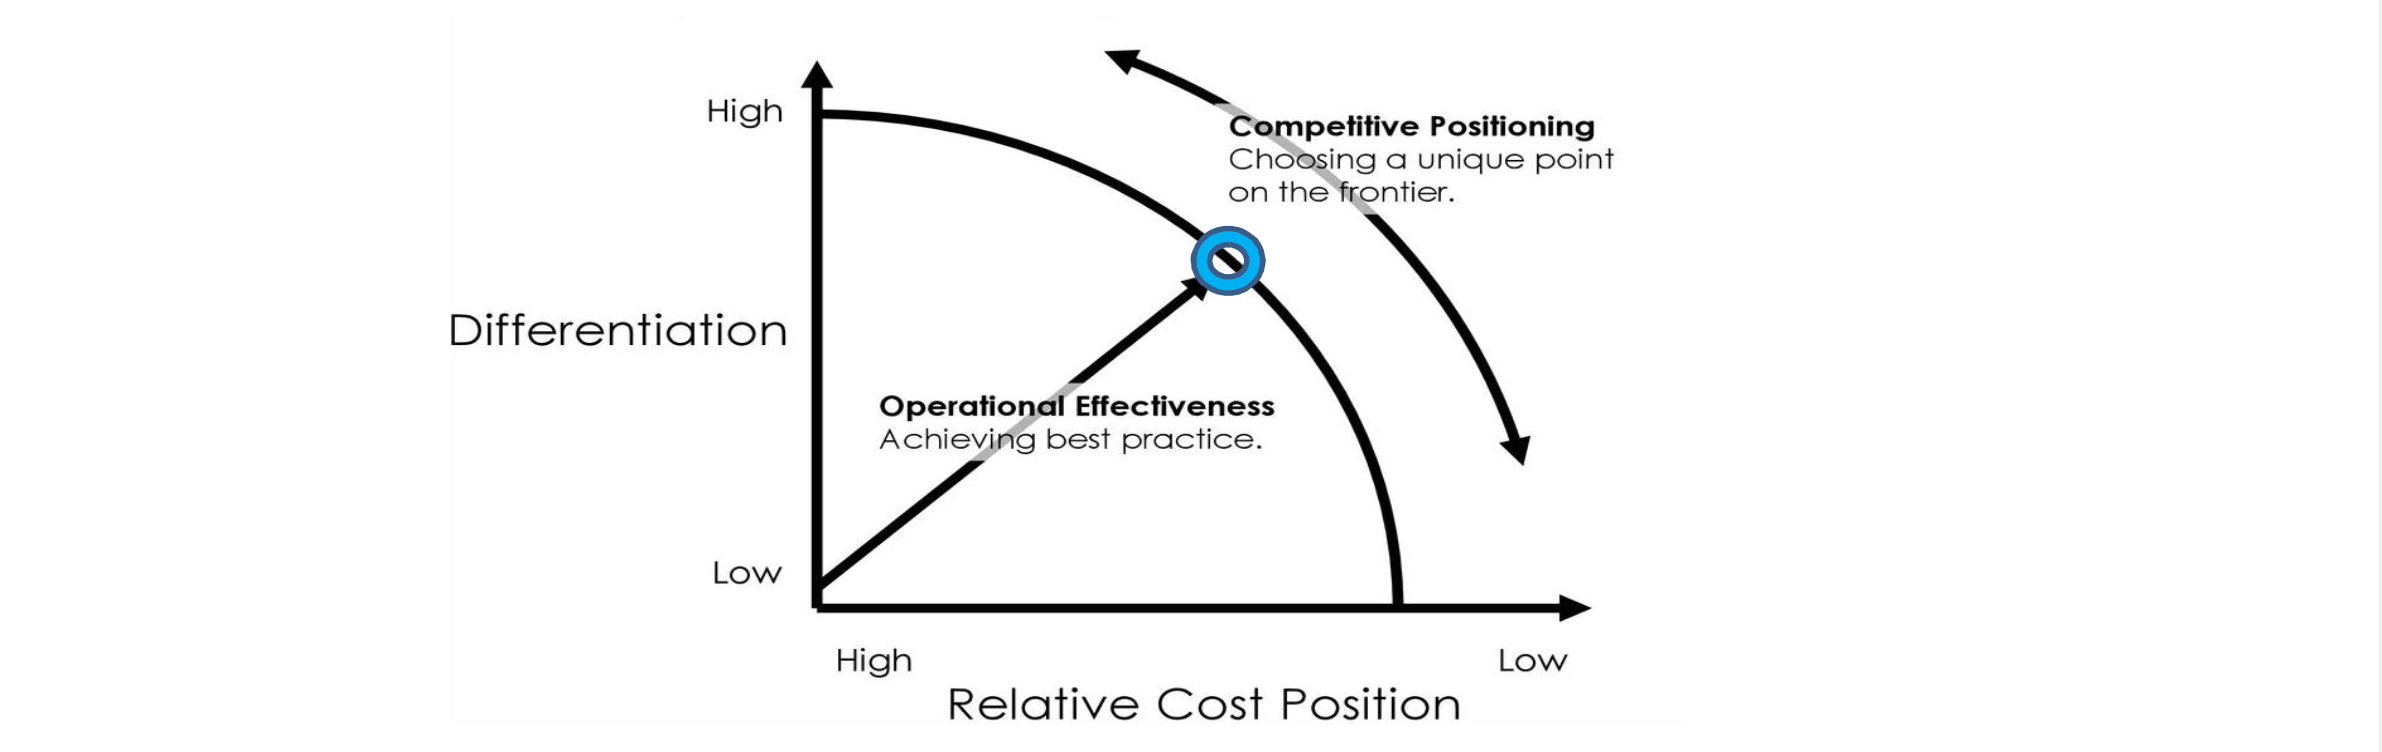 High
Competitive Positioning
Choosing a unique point
on the frontier.
Differentiation
Operational Effectiveness
Achieving best practice.
Low
High
Low
Relative Cost Position